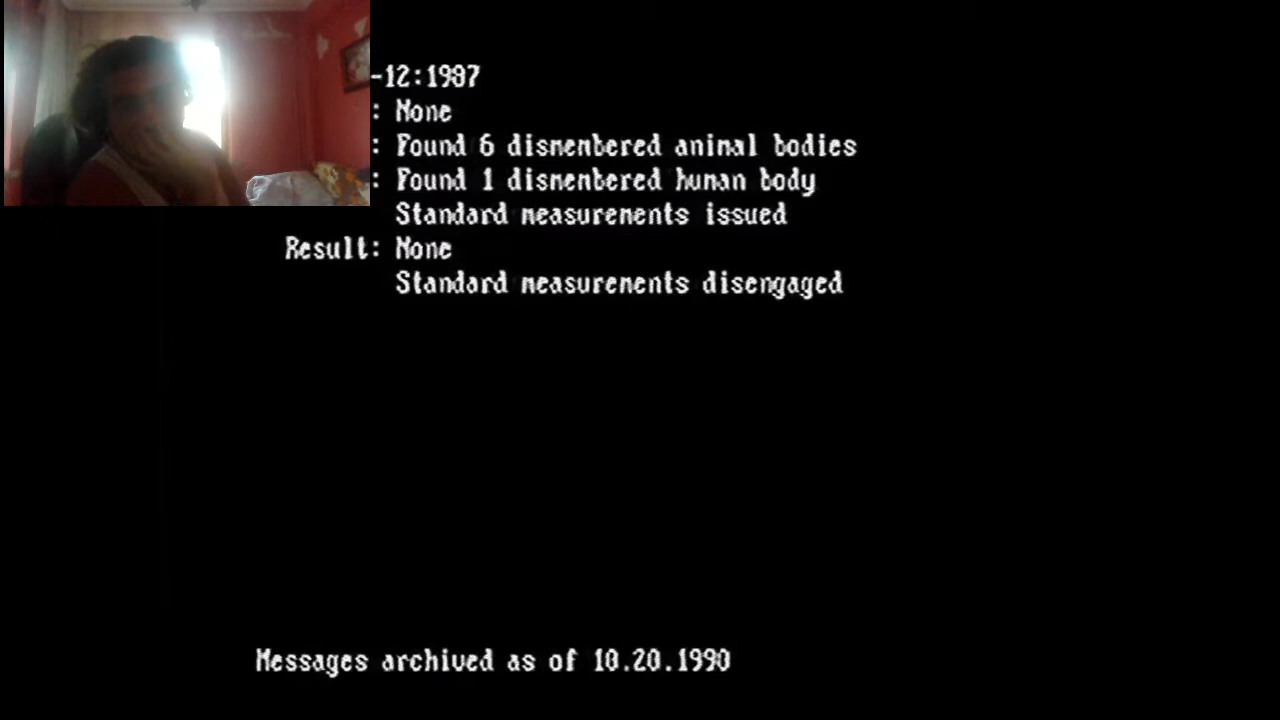 -12:1987
: None
: Found 6 dismembered animal bodies
: Found 1 dismembered human body
Standard measurements issued
Result: None
Standard measurements disengaged
Messages archived as of 10.20.1990